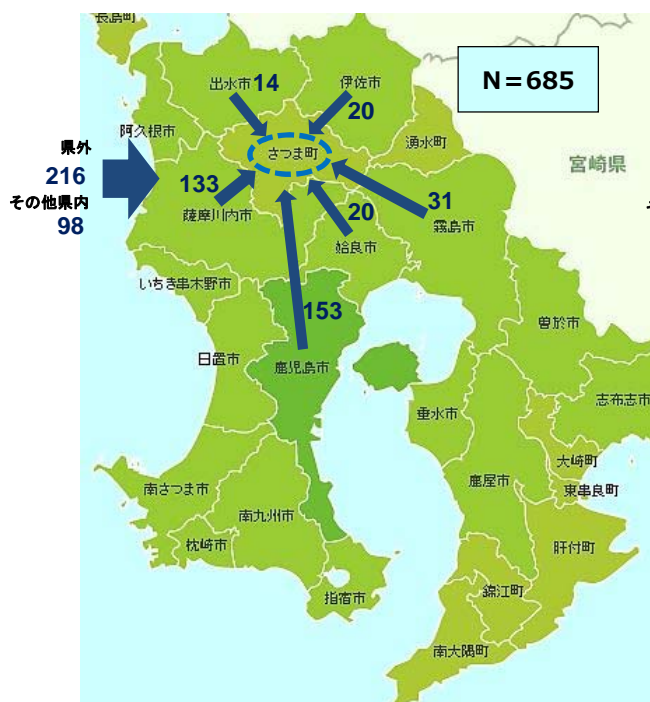 長島町
出水市 14
伊佐市
20
N＝685
阿久根市
さつま町
湧水町
宮崎県
県外
216
その他県内
98
133
薩摩川内市
20
31
霧島市
姶良市
いちき串木野市
153
曽於市
日置市
鹿児島市
垂水市
志布志市
大崎町
東串良町
鹿屋市
南さつま市
南九州市
枕崎市
肝付町
錦江町
指宿市
南大隅町